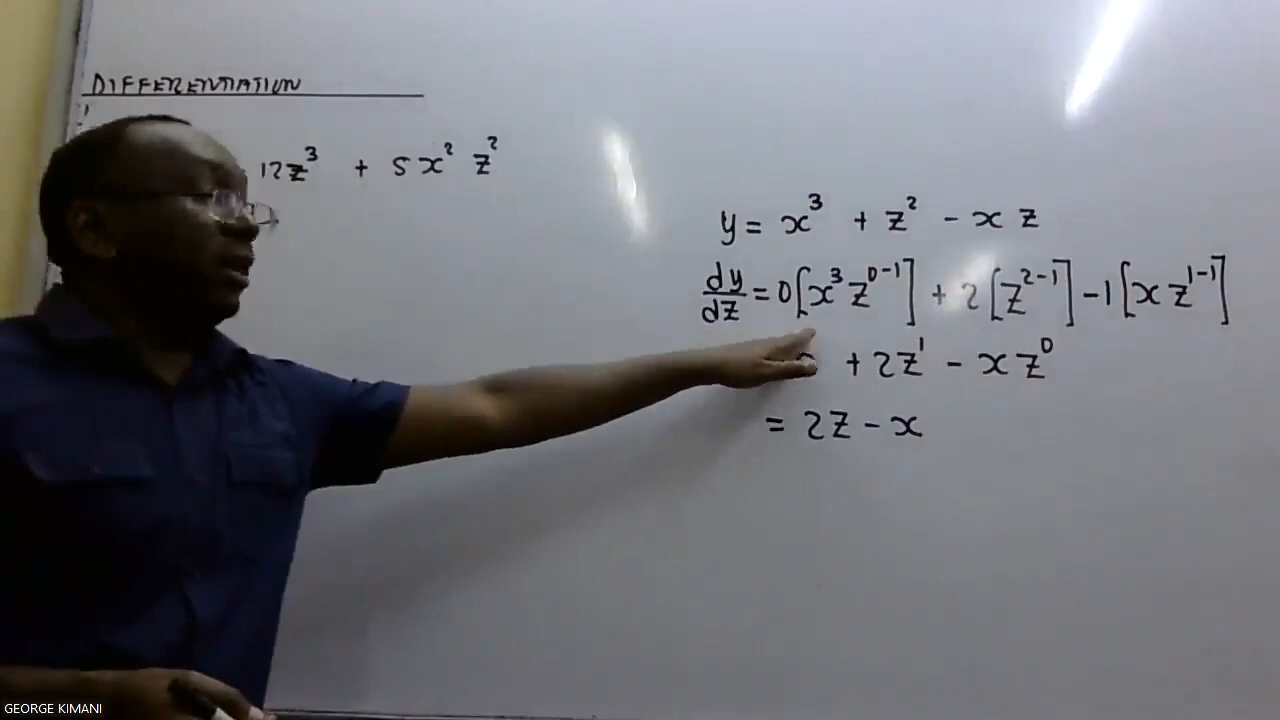 DIFFERENTIATION
12z³ + 5x² z²
y = x³ + z² - x z
dy/dz = 0[x³ z⁰⁻¹] + 2[z²⁻¹] - 1[x z¹⁻¹]
+ 2z¹ - x z⁰
= 2z - x
GEORGE KIMANI